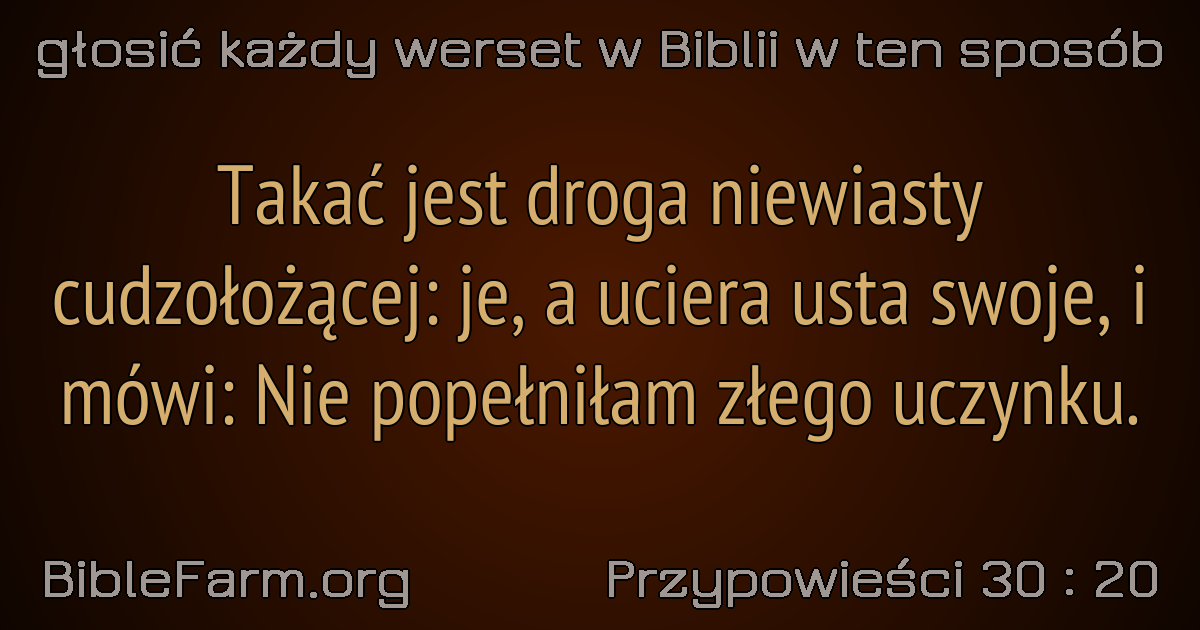 głosić każdy werset w Biblii w ten sposób
Takać jest droga niewiasty
cudzołożącej: je, a uciera usta swoje, i
mówi: Nie popełniłam złego uczynku.
BibleFarm.org
Przypowieści 30 : 20